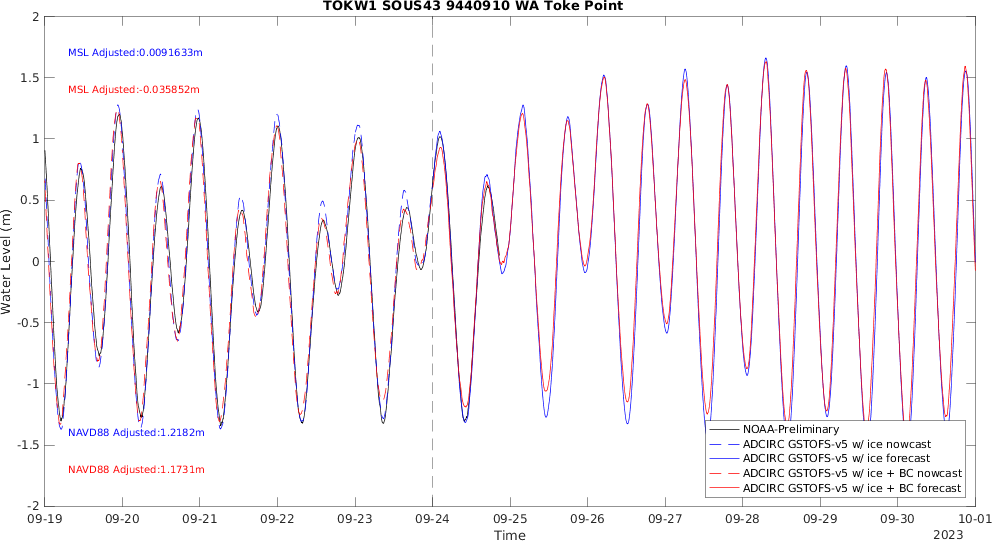 TOKW1 SOUS43 9440910 WA Toke Point
2
1.5
1
0.5
0
-0.5
-1
-1.5
-2
Water Level (m)
MSL Adjusted:0.0091633m
MSL Adjusted:-0.035852m
NAVD88 Adjusted:1.2182m
NAVD88 Adjusted:1.1731m
NOAA-Preliminary
ADCIRC GSTOFS-v5 w/ ice nowcast
ADCIRC GSTOFS-v5 w/ ice forecast
ADCIRC GSTOFS-v5 w/ ice + BC nowcast
ADCIRC GSTOFS-v5 w/ ice + BC forecast
09-19 09-20 09-21 09-22 09-23 09-24 09-25 09-26 09-27 09-28 09-29 09-30 10-01
Time
2023